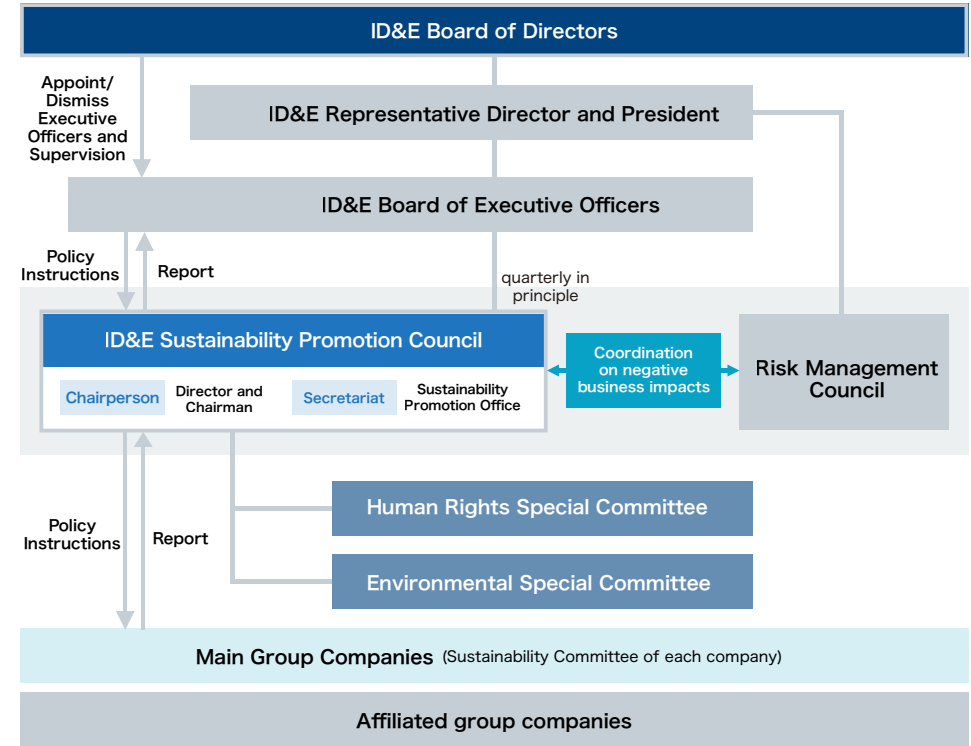 ID&E Board of Directors
Appoint/
Dismiss
Executive
Officers and
Supervision
ID&E Representative Director and President
ID&E Board of Executive Officers
Policy
Instructions
Report
quarterly in
principle
ID&E Sustainability Promotion Council
Chairperson
Director and
Chairman
Secretariat
Sustainability
Promotion Office
Coordination
on negative
business impacts
Risk Management
Council
Human Rights Special Committee
Policy
Instructions
Report
Environmental Special Committee
Main Group Companies (Sustainability Committee of each company)
Affiliated group companies